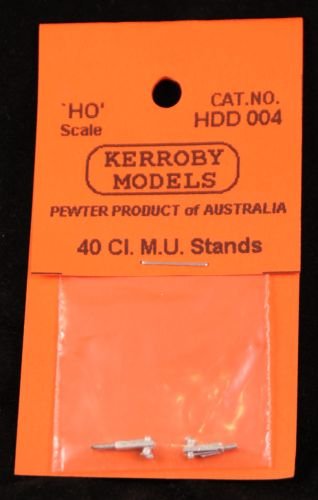 'HO'
Scale
CAT.NO.
HDD 004
KERROBY
MODELS
PEWTER PRODUCT of AUSTRALIA
40 Cl. M.U. Stands